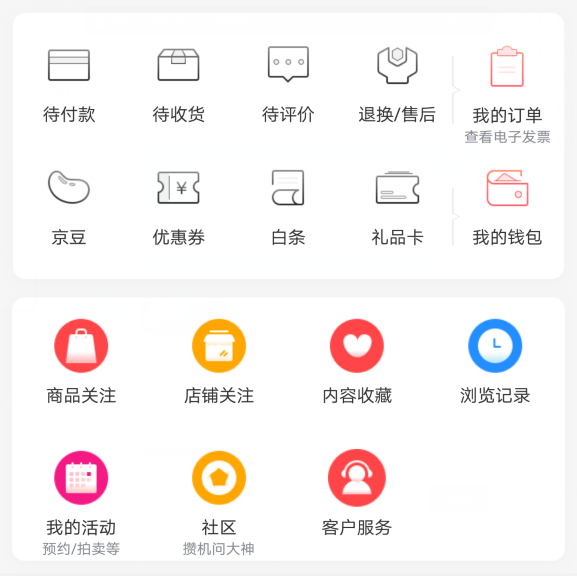 待付款
待收货
待评价
退换/售后
我的订单
查看电子发票
¥
京豆
优惠券
白条
礼品卡
我的钱包
商品关注
店铺关注
内容收藏
浏览记录
我的活动
预约/拍卖等
社区
攒机问大神
客户服务